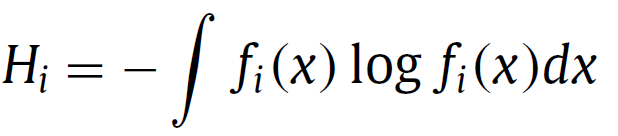 H_i = − ∫ f_i(x) log f_i(x)dx